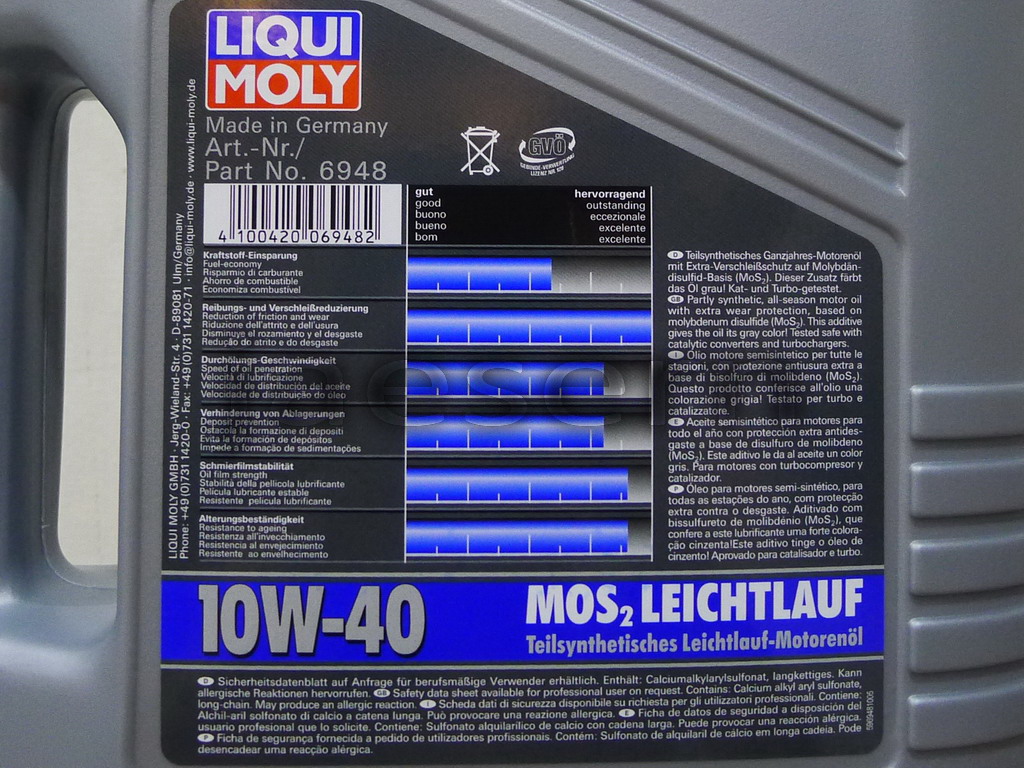 LIQUI
MOLY
Made in Germany
Art.-Nr./
Part No. 6948
GVÖ
GEBINDE-VERWERTUNG
LIZENZ NR. 829
4 100420 069482
gut hervorragend
good outstanding
buono eccezionale
bueno excelente
bom excelente
Kraftstoff-Einsparung
Fuel-economy
Risparmio di carburante
Ahorro de combustible
Economiza combustível
Reibungs- und Verschleißreduzierung
Reduction of friction and wear
Riduzione dell'attrito e dell'usura
Disminuye el rozamiento y el desgaste
Redução do atrito e do desgaste
Durchölungs-Geschwindigkeit
Speed of oil penetration
Velocità di lubrificazione
Velocidad de distribución del aceite
Velocidade de distribuição do óleo
Verhinderung von Ablagerungen
Deposit prevention
Ostacola la formazione di depositi
Evita la formación de depósitos
Impede a formação de sedimentações
Schmierfilmstabilität
Oil film strength
Stabilità della pellicola lubrificante
Película lubricante estable
Resistente película lubrificante
Alterungsbeständigkeit
Resistance to ageing
Resistenza all'invecchiamento
Resistencia al envejecimiento
Resistente ao envelhecimento
LIQUI MOLY GMBH · Jerg-Wieland-Str. 4 · D-89081 Ulm/Germany
Phone: +49(0)731 1420-0 · Fax: +49(0)731 1420-71 · info@liqui-moly.de · www.liqui-moly.de
D Teilsynthetisches Ganzjahres-Motorenöl
mit Extra-Verschleißschutz auf Molybdän-
disulfid-Basis (MoS₂). Dieser Zusatz färbt
das Öl grau! Kat- und Turbo-getestet.
GB Partly synthetic, all-season motor oil
with extra wear protection, based on
molybdenum disulfide (MoS₂). This additive
gives the oil its gray color! Tested safe with
catalytic converters and turbochargers.
I Olio motore semisintetico per tutte le
stagioni, con protezione antiusura extra a
base di bisolfuro di molibdeno (MoS₂).
Questo prodotto conferisce all'olio una
colorazione grigia! Testato per turbo e
catalizzatore.
E Aceite semisintético para motores para
todo el año con protección extra antides-
gaste a base de disulfuro de molibdeno
(MoS₂). Este aditivo le da al aceite un color
gris. Para motores con turbocompresor y
catalizador.
P Óleo para motores semi-sintético, para
todas as estações do ano, com protecção
extra contra o desgaste. Aditivado com
bissulfureto de molibdénio (MoS₂), que
confere a este lubrificante uma forte colora-
ção cinzenta!Este aditivo tinge o óleo de
cinzento! Aprovado para catalisador e turbo.
10W-40
MOS₂ LEICHTLAUF
Teilsynthetisches Leichtlauf-Motorenöl
D Sicherheitsdatenblatt auf Anfrage für berufsmäßige Verwender erhältlich. Enthält: Calciumalkylarylsulfonat, langkettiges. Kann
allergische Reaktionen hervorrufen. GB Safety data sheet available for professional user on request. Contains: Calcium alkyl aryl sulfonate,
long-chain. May produce an allergic reaction. I Scheda dati di sicurezza disponibile su richiesta per gli utilizzatori professionali. Contiene:
Alchil-aril solfonato di calcio a catena lunga. Può provocare una reazione allergica. E Ficha de datos de seguridad a disposición del
usuario profesional que lo solicite. Contiene: Sulfonato alquilarílico de calcio con cadena larga. Puede provocar una reacción alérgica.
P Ficha de segurança fornecida a pedido de utilizadores profissionais. Contém: Sulfonato de alquilaril de cálcio em longa cadeia. Pode
desencadear uma reacção alérgica.